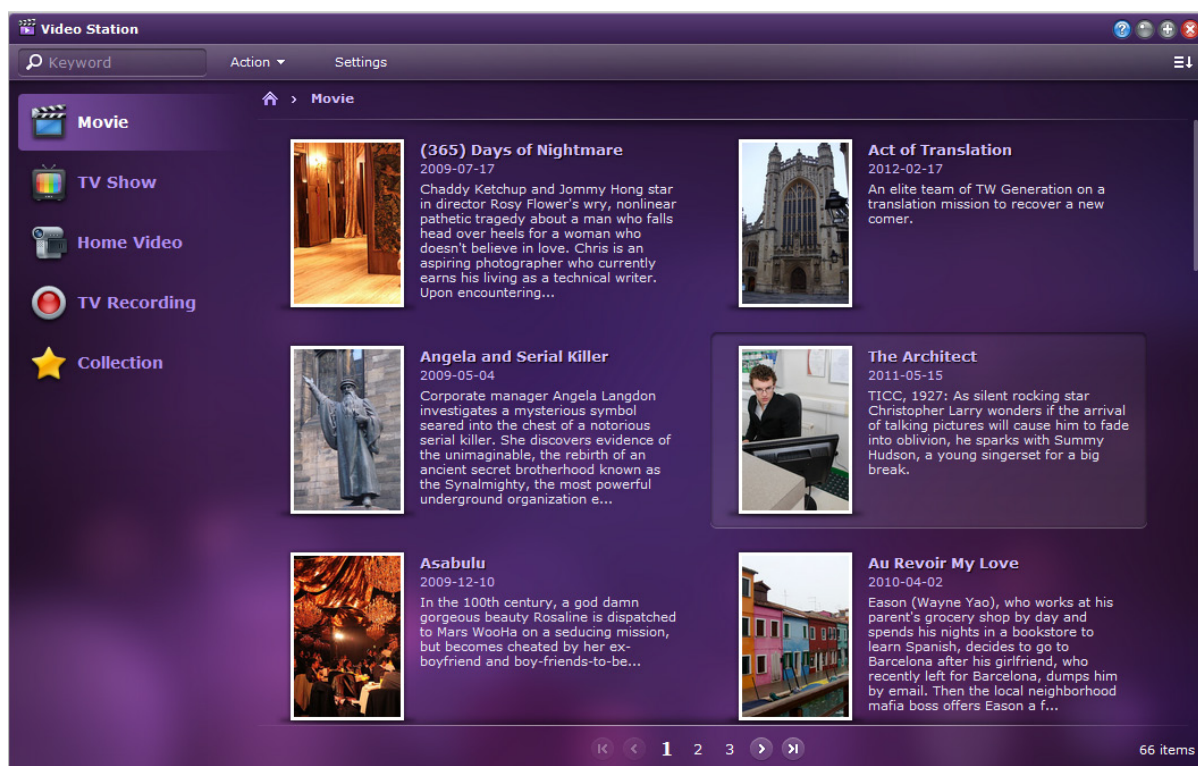 Video Station
Keyword
Action
Settings
Movie
TV Show
Home Video
TV Recording
Collection
› Movie
(365) Days of Nightmare
2009-07-17
Chaddy Ketchup and Jommy Hong star
in director Rosy Flower's wry, nonlinear
pathetic tragedy about a man who falls
head over heels for a woman who
doesn't believe in love. Chris is an
aspiring photographer who currently
earns his living as a technical writer.
Upon encountering...
Act of Translation
2012-02-17
An elite team of TW Generation on a
translation mission to recover a new
comer.
Angela and Serial Killer
2009-05-04
Corporate manager Angela Langdon
investigates a mysterious symbol
seared into the chest of a notorious
serial killer. She discovers evidence of
the unimaginable, the rebirth of an
ancient secret brotherhood known as
the Synalmighty, the most powerful
underground organization e...
The Architect
2011-05-15
TICC, 1927: As silent rocking star
Christopher Larry wonders if the arrival
of talking pictures will cause him to fade
into oblivion, he sparks with Summy
Hudson, a young singerset for a big
break.
Asabulu
2009-12-10
In the 100th century, a god damn
gorgeous beauty Rosaline is dispatched
to Mars WooHa on a seducing mission,
but becomes cheated by her ex-
boyfriend and boy-friends-to-be...
Au Revoir My Love
2010-04-02
Eason (Wayne Yao), who works at his
parent's grocery shop by day and
spends his nights in a bookstore to
learn Spanish, decides to go to
Barcelona after his girlfriend, who
recently left for Barcelona, dumps him
by email. Then the local neighborhood
mafia boss offers Eason a f...
1 2 3
66 items